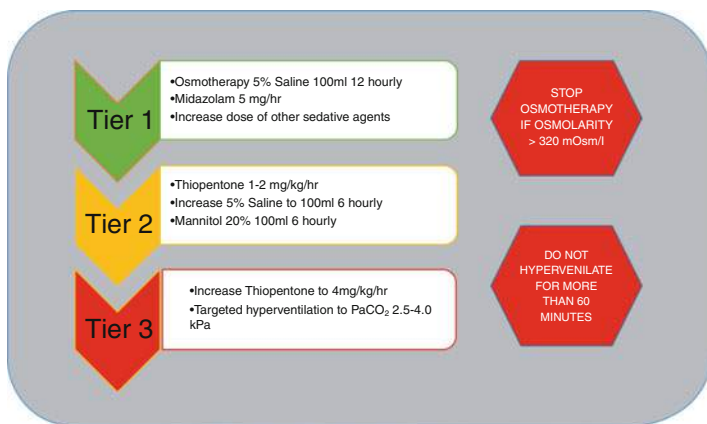 Tier 1
•Osmotherapy 5% Saline 100ml 12 hourly
•Midazolam 5 mg/hr
•Increase dose of other sedative agents
STOP
OSMOTHERAPY
IF OSMOLARITY
> 320 mOsm/l
Tier 2
•Thiopentone 1-2 mg/kg/hr
•Increase 5% Saline to 100ml 6 hourly
•Mannitol 20% 100ml 6 hourly
Tier 3
•Increase Thiopentone to 4mg/kg/hr
•Targeted hyperventilation to PaCO₂ 2.5-4.0
kPa
DO NOT
HYPERVENILATE
FOR MORE
THAN 60
MINUTES